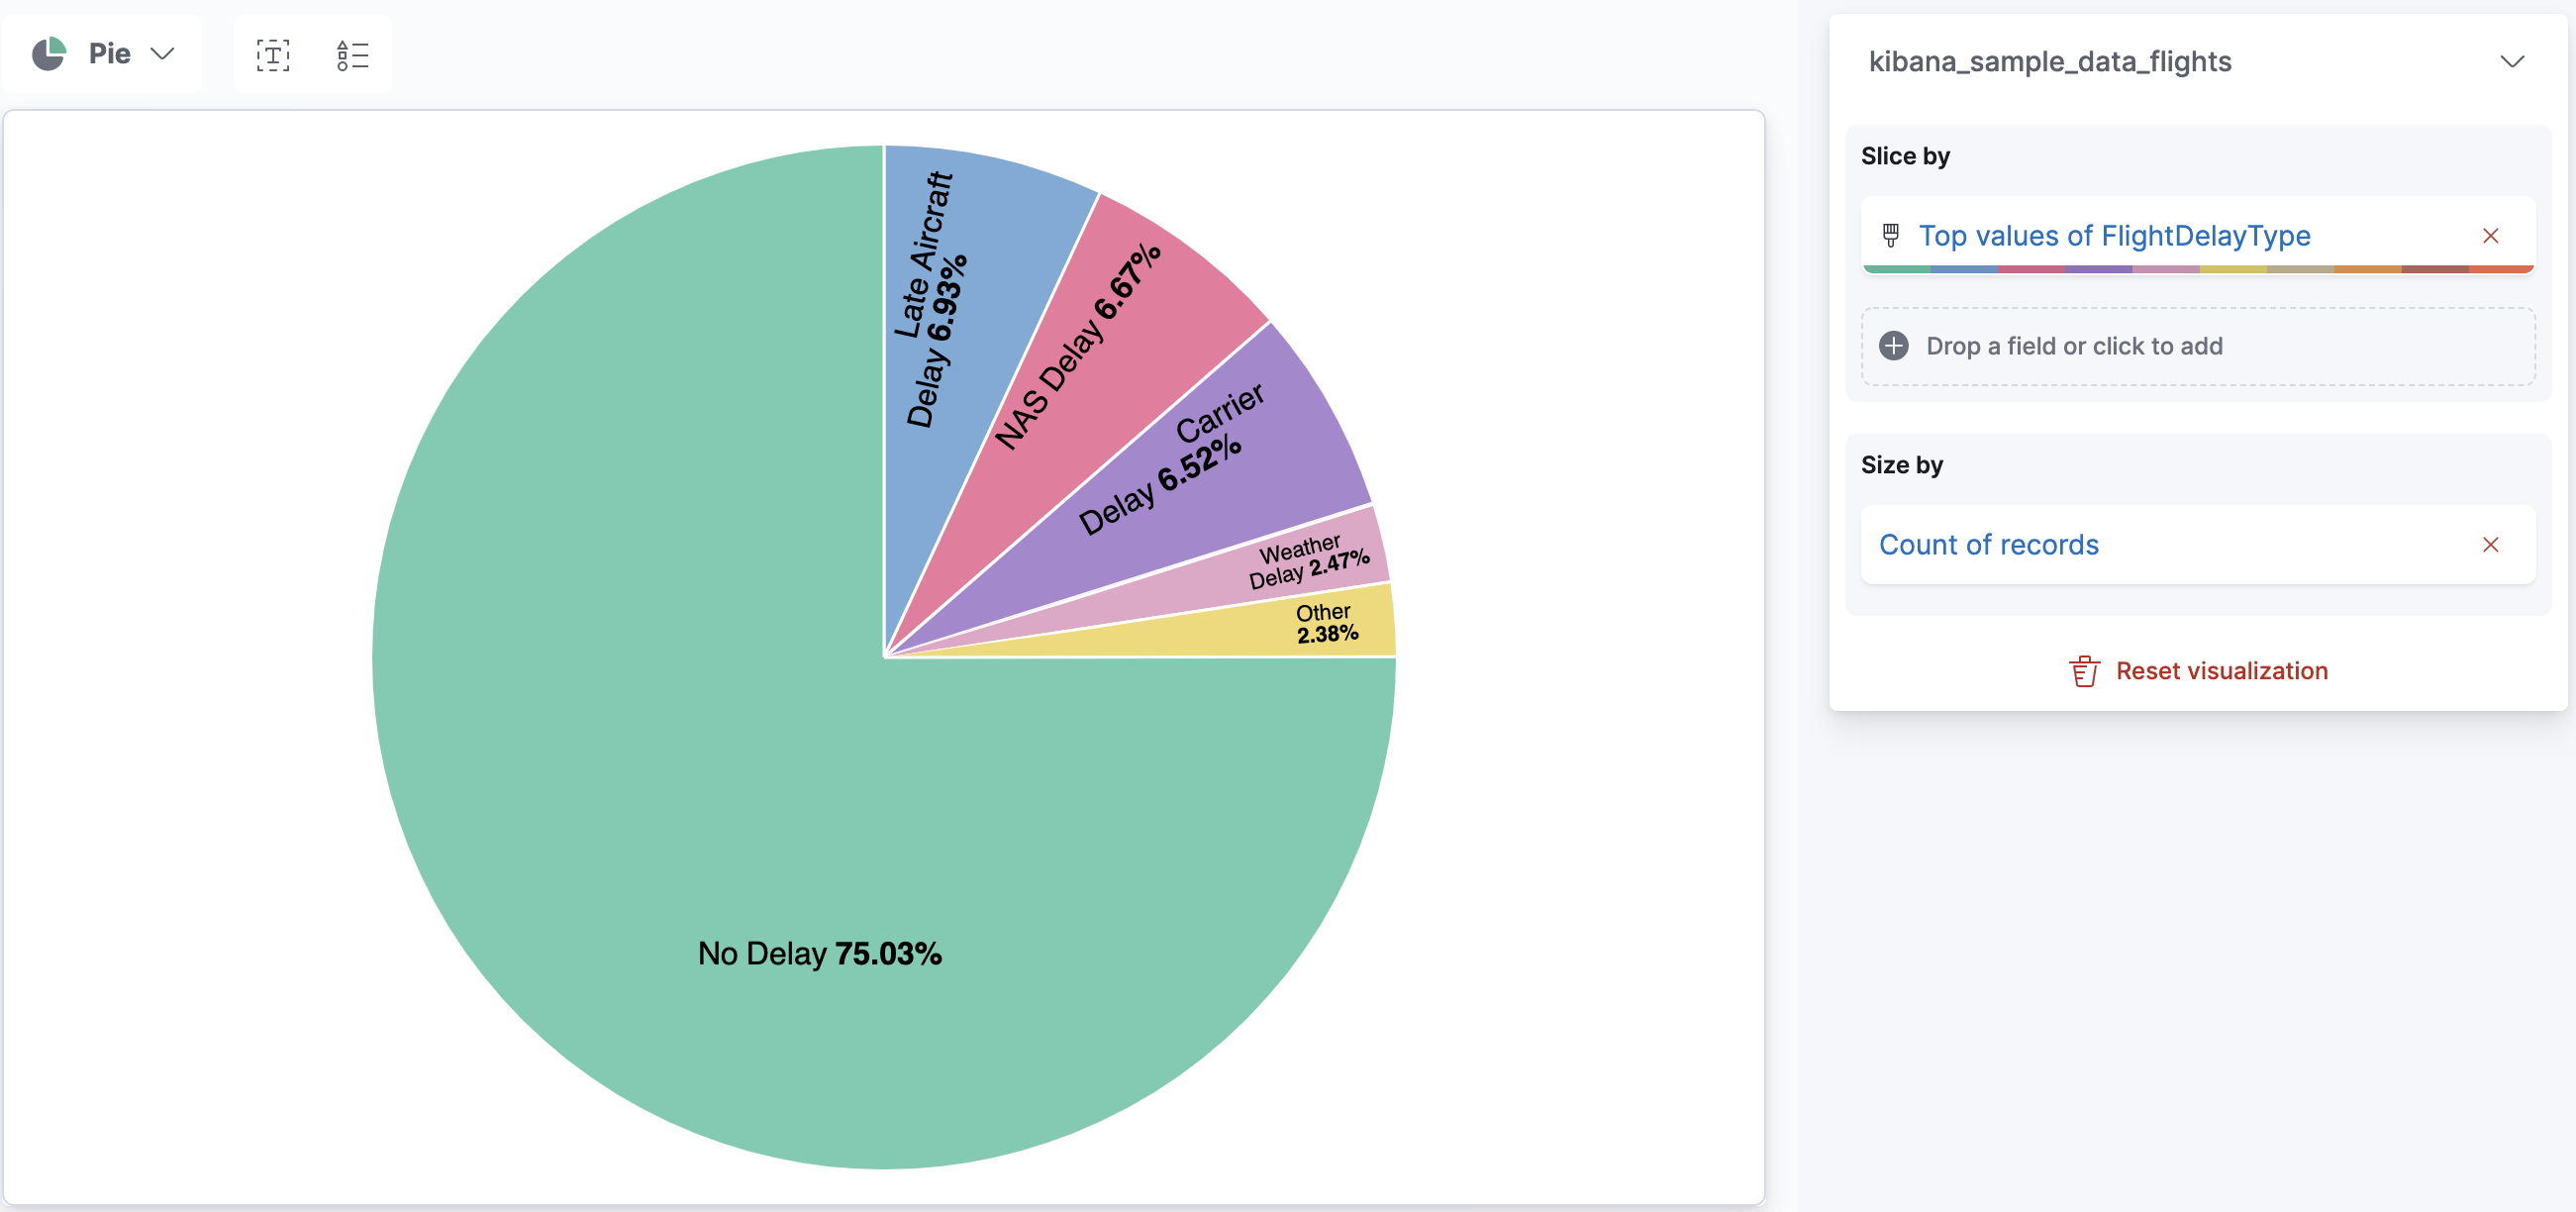 Pie
Late Aircraft
Delay 6.93%
NAS Delay 6.67%
Carrier
Delay 6.52%
Weather
Delay 2.47%
Other
2.38%
No Delay 75.03%
kibana_sample_data_flights
Slice by
Top values of FlightDelayType
Drop a field or click to add
Size by
Count of records
Reset visualization